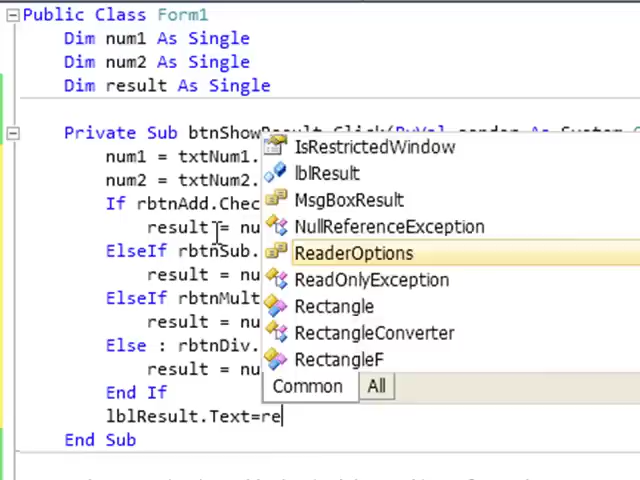 Public Class Form1
Dim num1 As Single
Dim num2 As Single
Dim result As Single
Private Sub btnShowResult_Click(ByVal sender As System.
num1 = txtNum1.
num2 = txtNum2.
If rbtnAdd.Chec
result = nu
ElseIf rbtnSub.
result = nu
ElseIf rbtnMult
result = nu
Else : rbtnDiv.
result = nu
End If
lblResult.Text=re
End Sub
IsRestrictedWindow
lblResult
MsgBoxResult
NullReferenceException
ReaderOptions
ReadOnlyException
Rectangle
RectangleConverter
RectangleF
Common All